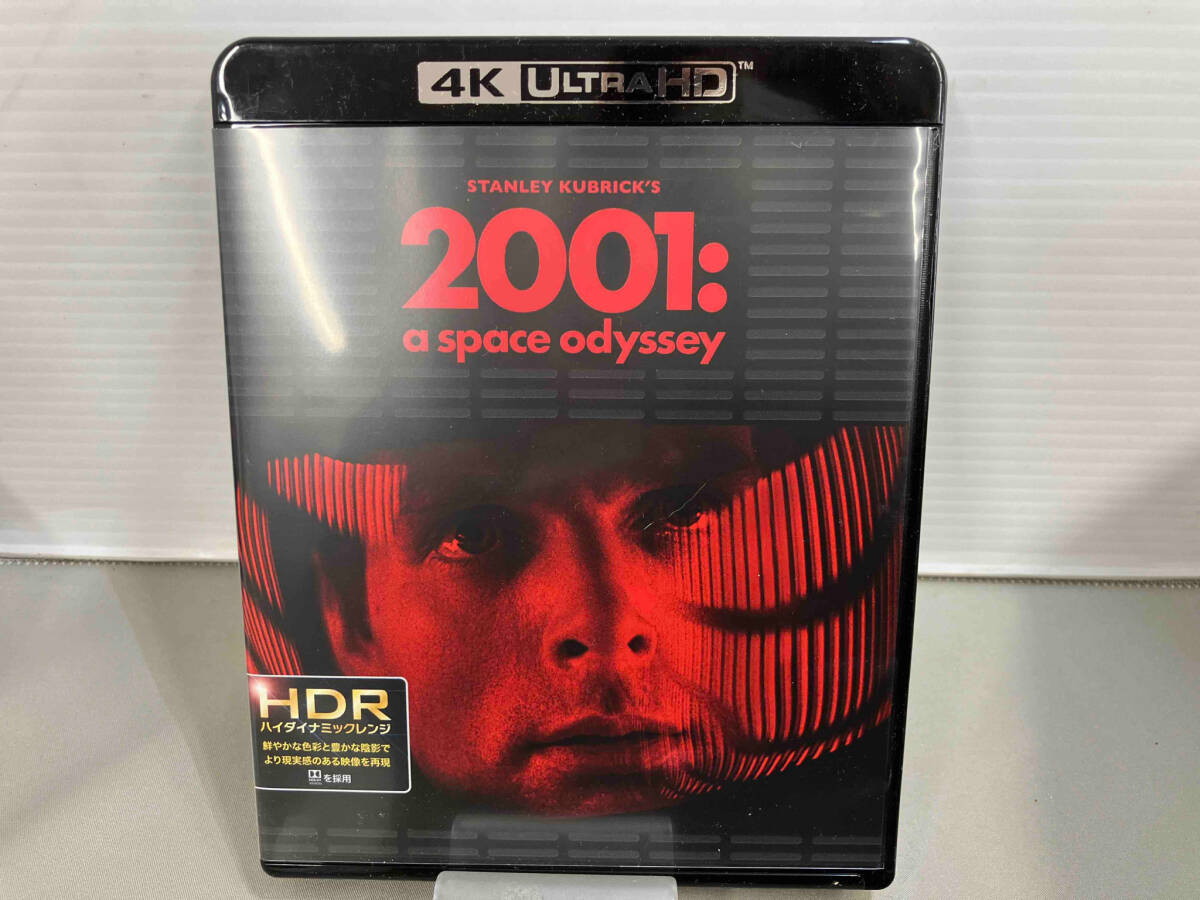 4K ULTRA HD™
STANLEY KUBRICK'S
2001:
a space odyssey
HDR
ハイダイナミックレンジ
鮮やかな色彩と豊かな陰影で
より現実感のある映像を再現
を採用